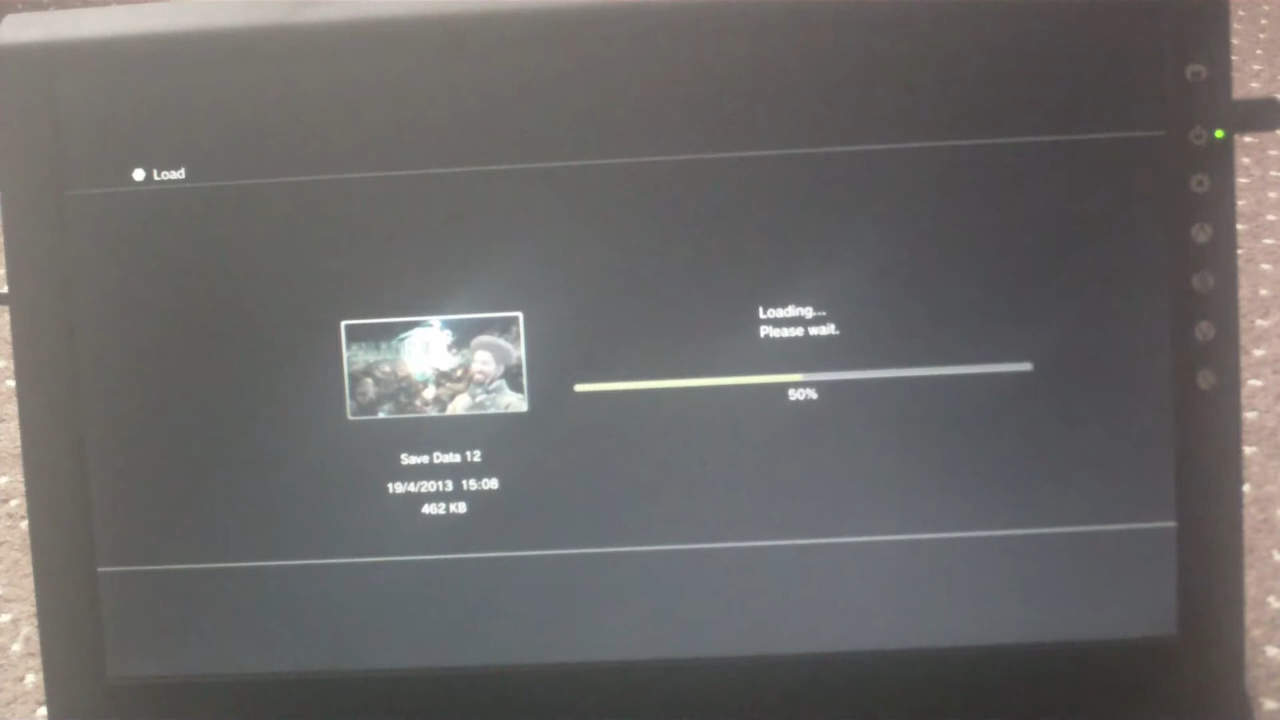 Load
Loading...
Please wait.
50%
Save Data 12
19/4/2013 15:08
462 KB